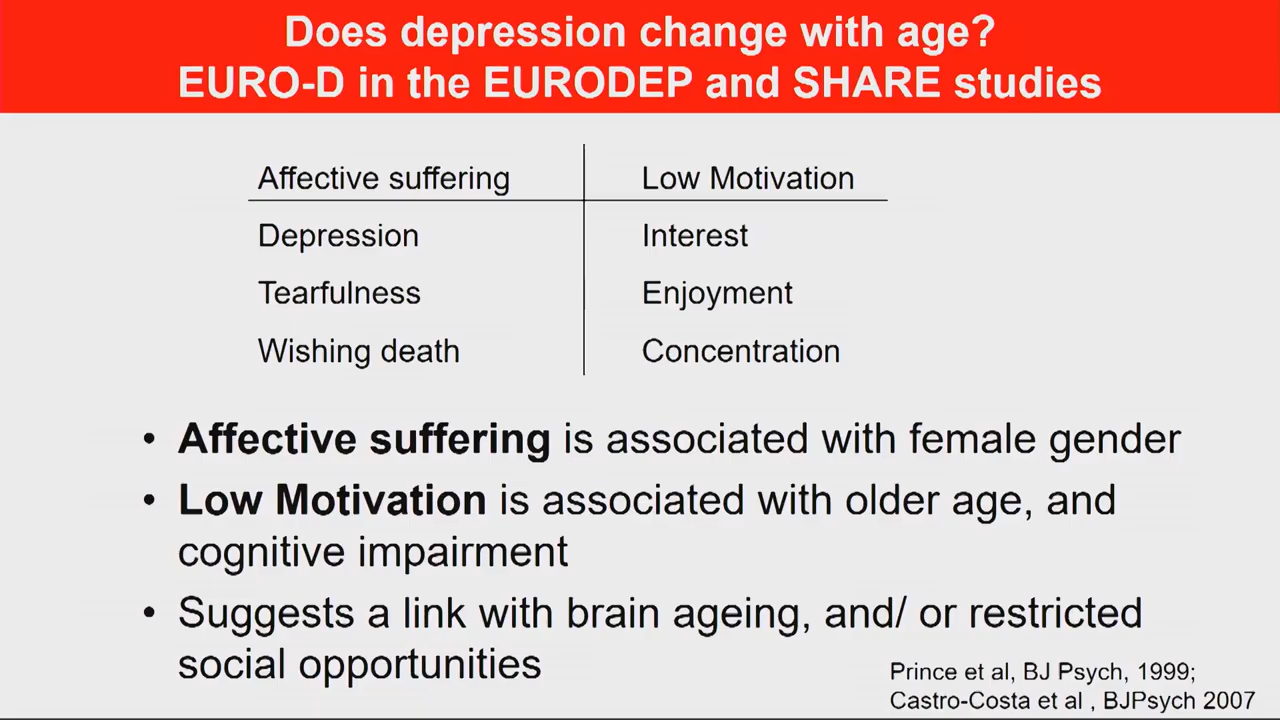 Does depression change with age?
EURO-D in the EURODEP and SHARE studies
Affective suffering Low Motivation
Depression Interest
Tearfulness Enjoyment
Wishing death Concentration
• Affective suffering is associated with female gender
• Low Motivation is associated with older age, and
cognitive impairment
• Suggests a link with brain ageing, and/ or restricted
social opportunities
Prince et al, BJ Psych, 1999;
Castro-Costa et al , BJPsych 2007